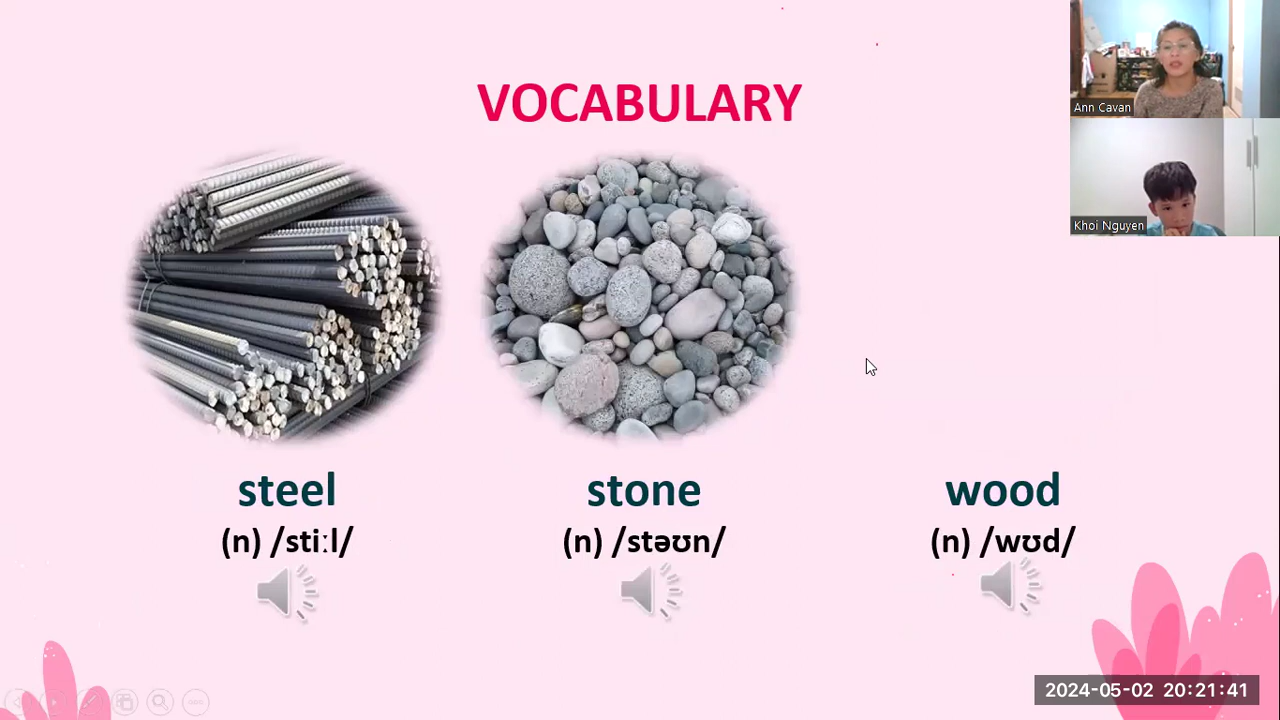 VOCABULARY
Ann Cavan
Khoi Nguyen
steel
(n) /stiːl/
stone
(n) /stəʊn/
wood
(n) /wʊd/
2024-05-02 20:21:41